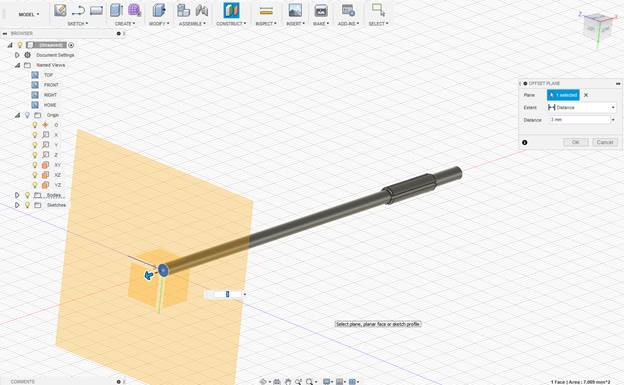 MODEL
SKETCH
CREATE
MODIFY
ASSEMBLE
CONSTRUCT
INSPECT
INSERT
MAKE
ADD-INS
SELECT
BROWSER
(Unsaved)
Document Settings
Named Views
TOP
FRONT
RIGHT
HOME
Origin
O
X
Y
Z
XY
XZ
YZ
Bodies
Sketches
OFFSET PLANE
Plane 1 selected
Extent Distance
Distance 3 mm
OK Cancel
Select plane, planar face or sketch profile
COMMENTS
1 Face | Area : 7.069 mm^2